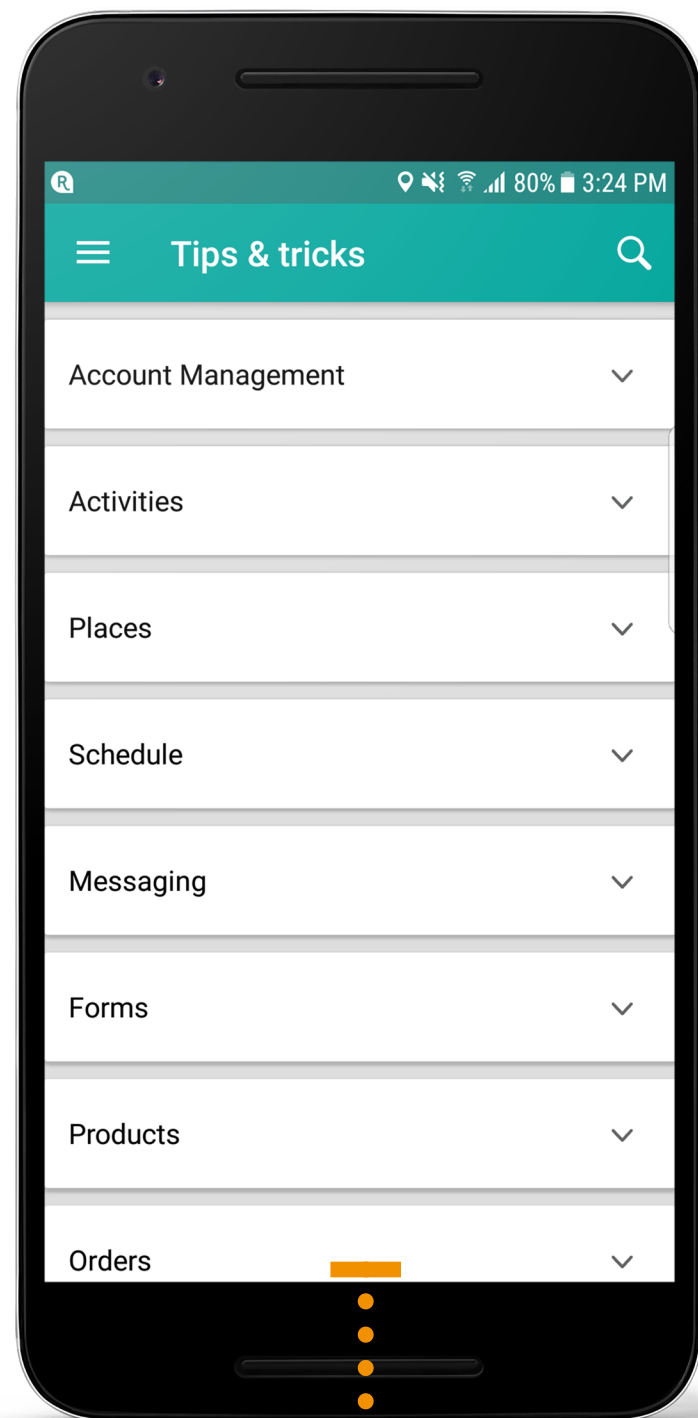 R
80% 3:24 PM
Tips & tricks
Account Management
Activities
Places
Schedule
Messaging
Forms
Products
Orders